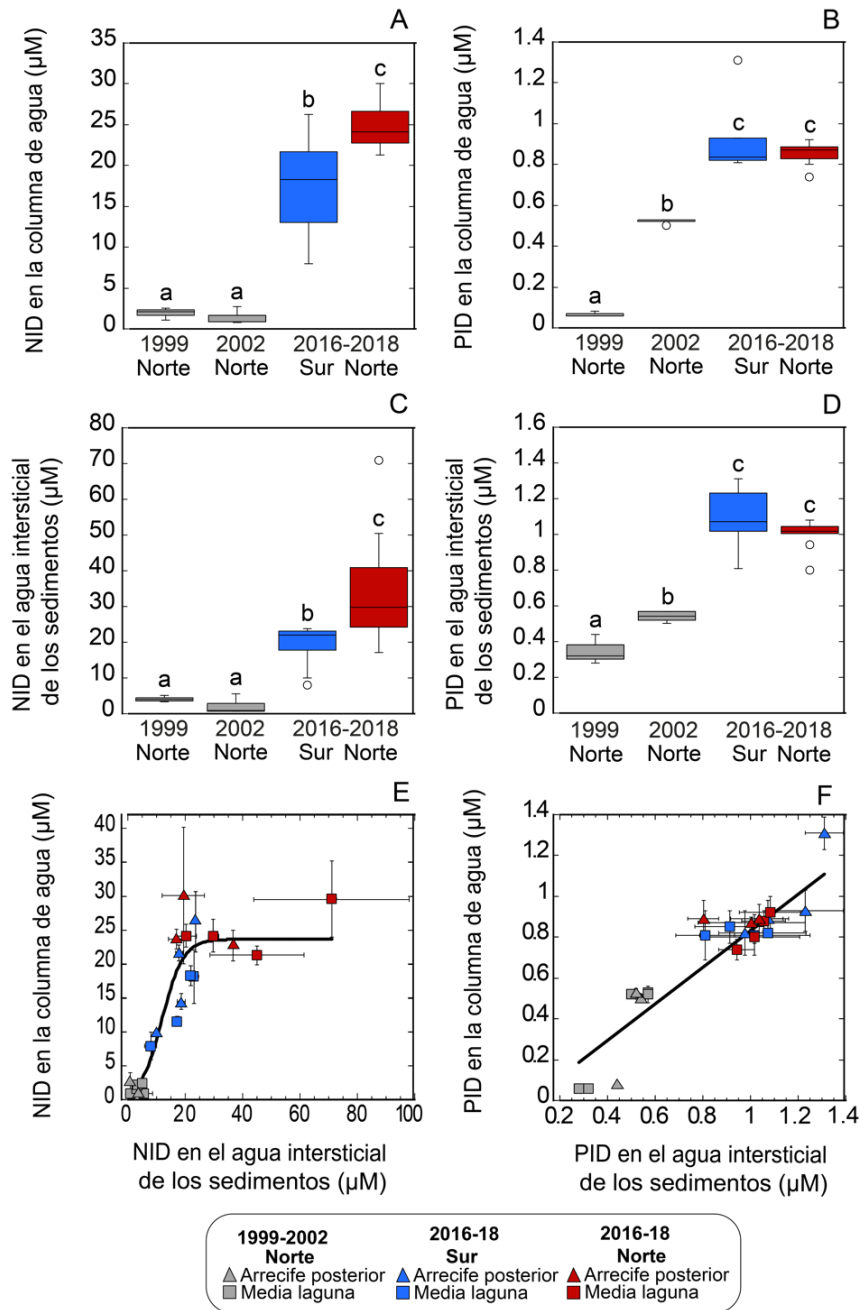 A
NID en la columna de agua (µM)
35
30
25
20
15
10
5
0
a
a
b
c
1999 2002 2016-2018
Norte Norte Sur Norte
B
PID en la columna de agua (µM)
1.4
1.2
1
0.8
0.6
0.4
0.2
0
a
b
c
c
1999 2002 2016-2018
Norte Norte Sur Norte
C
NID en el agua intersticial
de los sedimentos (µM)
80
70
60
50
40
30
20
10
0
a
a
b
c
1999 2002 2016-2018
Norte Norte Sur Norte
D
PID en el agua intersticial
de los sedimentos (µM)
1.6
1.4
1.2
1
0.8
0.6
0.4
0.2
0
a
b
c
c
1999 2002 2016-2018
Norte Norte Sur Norte
E
NID en la columna de agua (µM)
40
35
30
25
20
15
10
5
0
0 20 40 60 80 100
NID en el agua intersticial
de los sedimentos (µM)
F
PID en la columna de agua (µM)
1.4
1.2
1
0.8
0.6
0.4
0.2
0
0.2 0.4 0.6 0.8 1 1.2 1.4
PID en el agua intersticial
de los sedimentos (µM)
1999-2002 2016-18 2016-18
Norte Sur Norte
Arrecife posterior Arrecife posterior Arrecife posterior
Media laguna Media laguna Media laguna